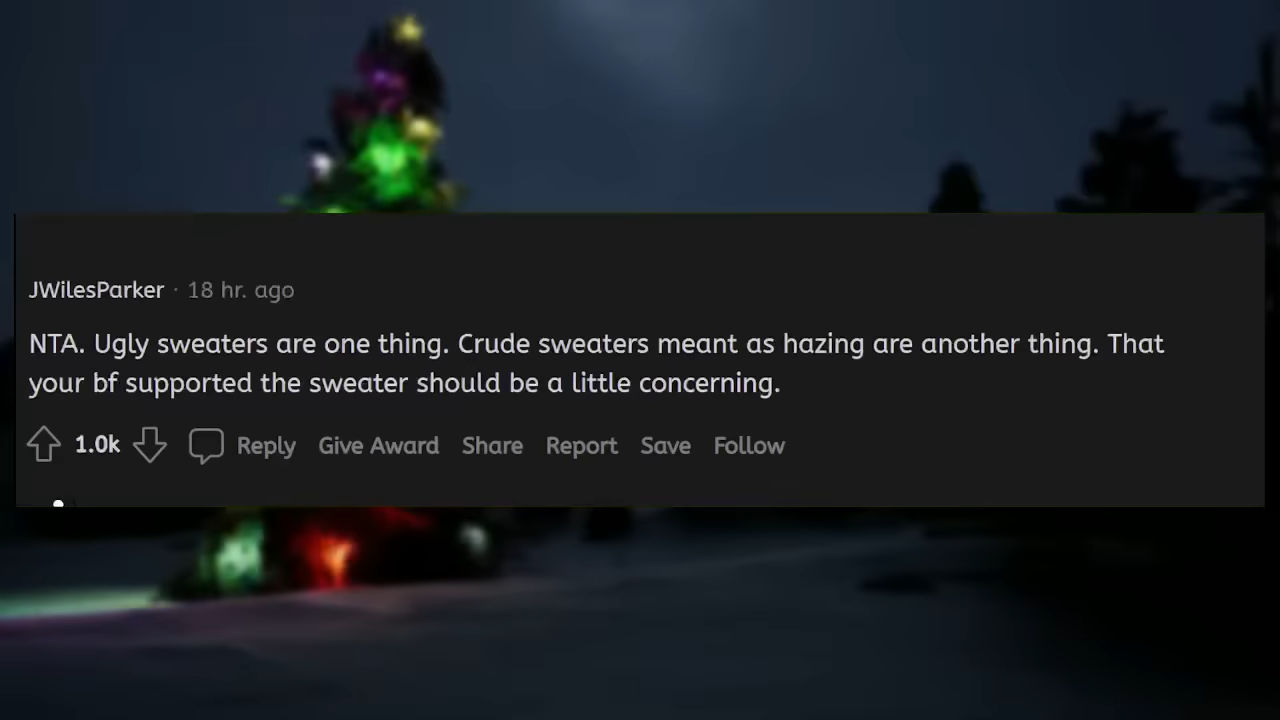 JWilesParker · 18 hr. ago
NTA. Ugly sweaters are one thing. Crude sweaters meant as hazing are another thing. That
your bf supported the sweater should be a little concerning.
1.0k Reply Give Award Share Report Save Follow